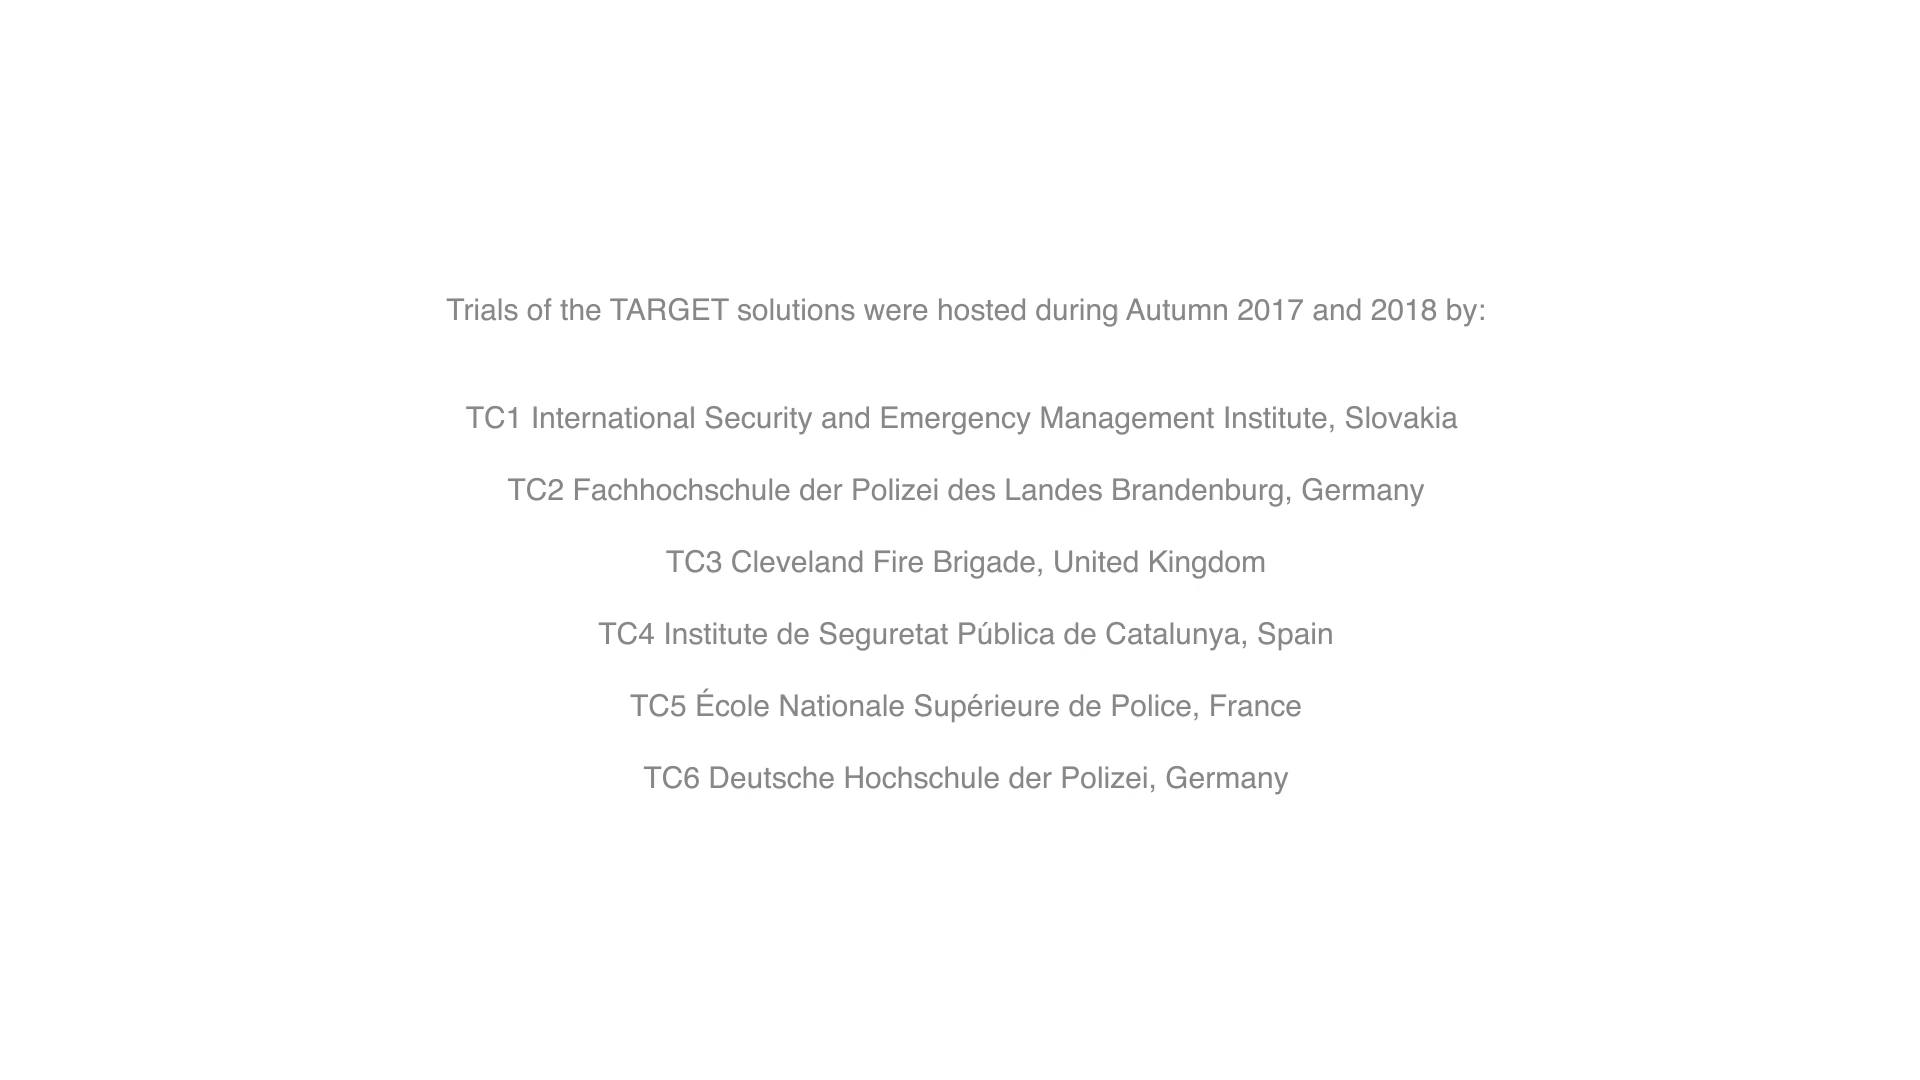 Trials of the TARGET solutions were hosted during Autumn 2017 and 2018 by:
TC1 International Security and Emergency Management Institute, Slovakia
TC2 Fachhochschule der Polizei des Landes Brandenburg, Germany
TC3 Cleveland Fire Brigade, United Kingdom
TC4 Institute de Seguretat Pública de Catalunya, Spain
TC5 École Nationale Supérieure de Police, France
TC6 Deutsche Hochschule der Polizei, Germany